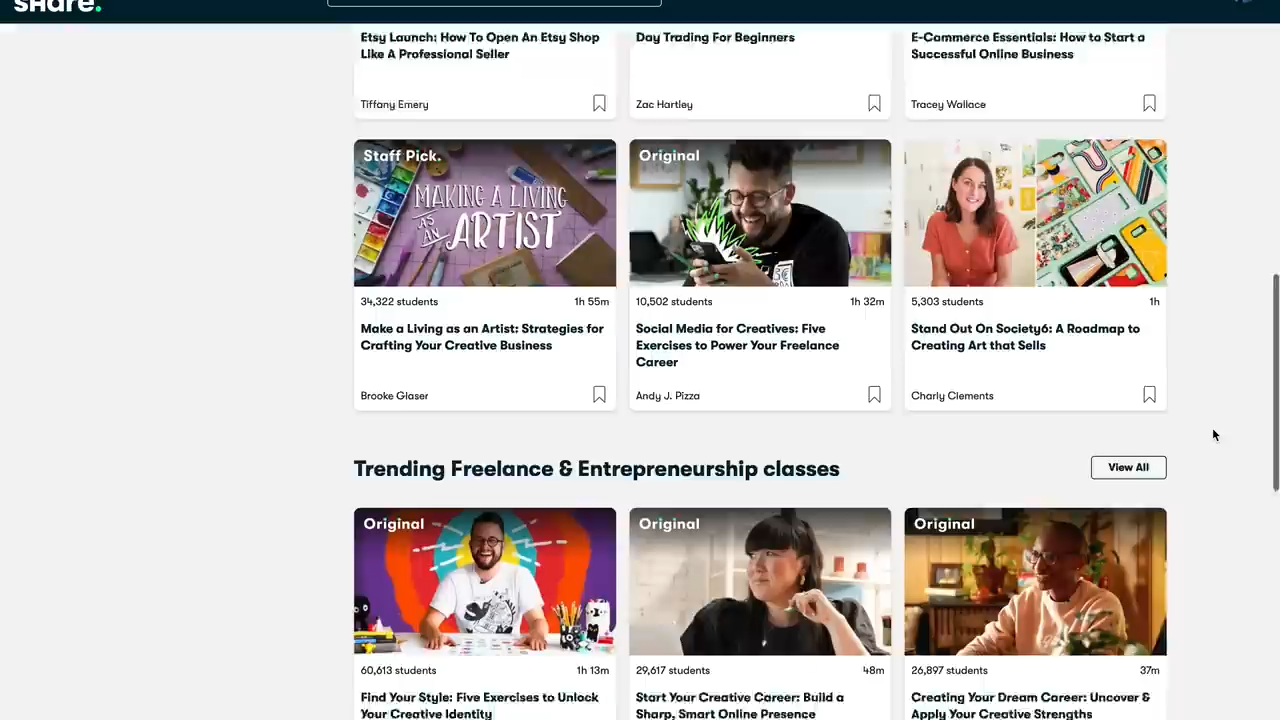 sHare.
Etsy Launch: How To Open An Etsy Shop
Like A Professional Seller
Tiffany Emery
Day Trading For Beginners
Zac Hartley
E-Commerce Essentials: How to Start a
Successful Online Business
Tracey Wallace
Staff Pick.
MAKING A LIVING
AS AN ARTIST
34,322 students
1h 55m
Make a Living as an Artist: Strategies for
Crafting Your Creative Business
Brooke Glaser
Original
10,502 students
1h 32m
Social Media for Creatives: Five
Exercises to Power Your Freelance
Career
Andy J. Pizza
5,303 students
1h
Stand Out On Society6: A Roadmap to
Creating Art that Sells
Charly Clements
Trending Freelance & Entrepreneurship classes
View All
Original
60,613 students
1h 13m
Find Your Style: Five Exercises to Unlock
Your Creative Identity
Original
29,617 students
48m
Start Your Creative Career: Build a
Sharp, Smart Online Presence
Original
26,897 students
37m
Creating Your Dream Career: Uncover &
Apply Your Creative Strengths